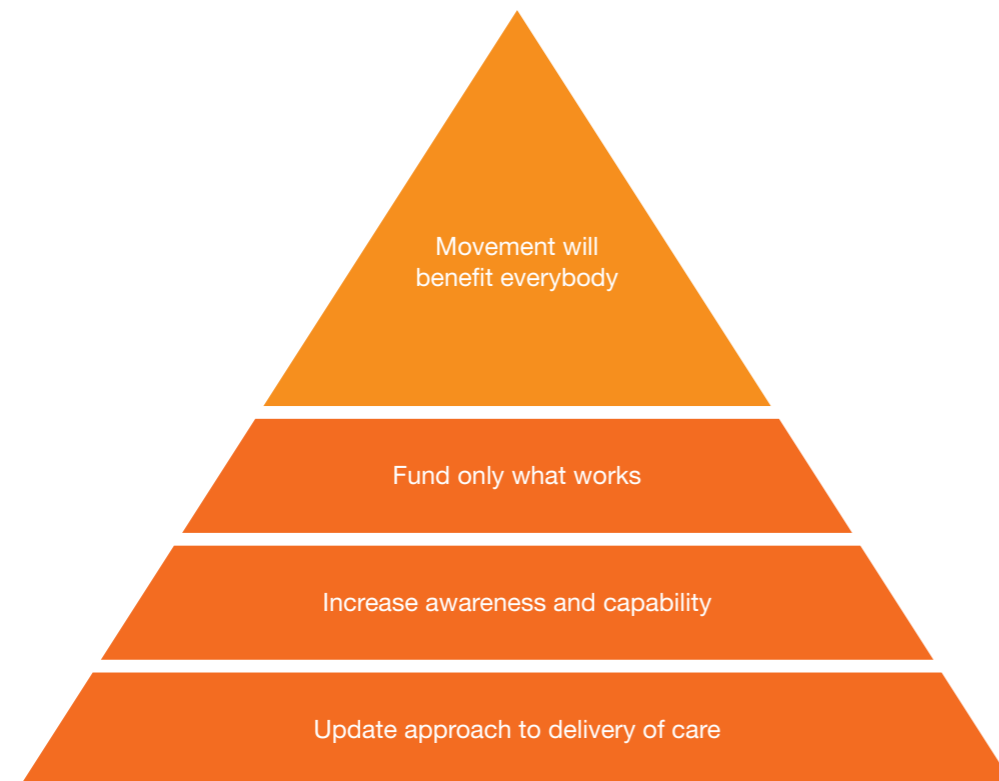 Movement will
benefit everybody
Fund only what works
Increase awareness and capability
Update approach to delivery of care